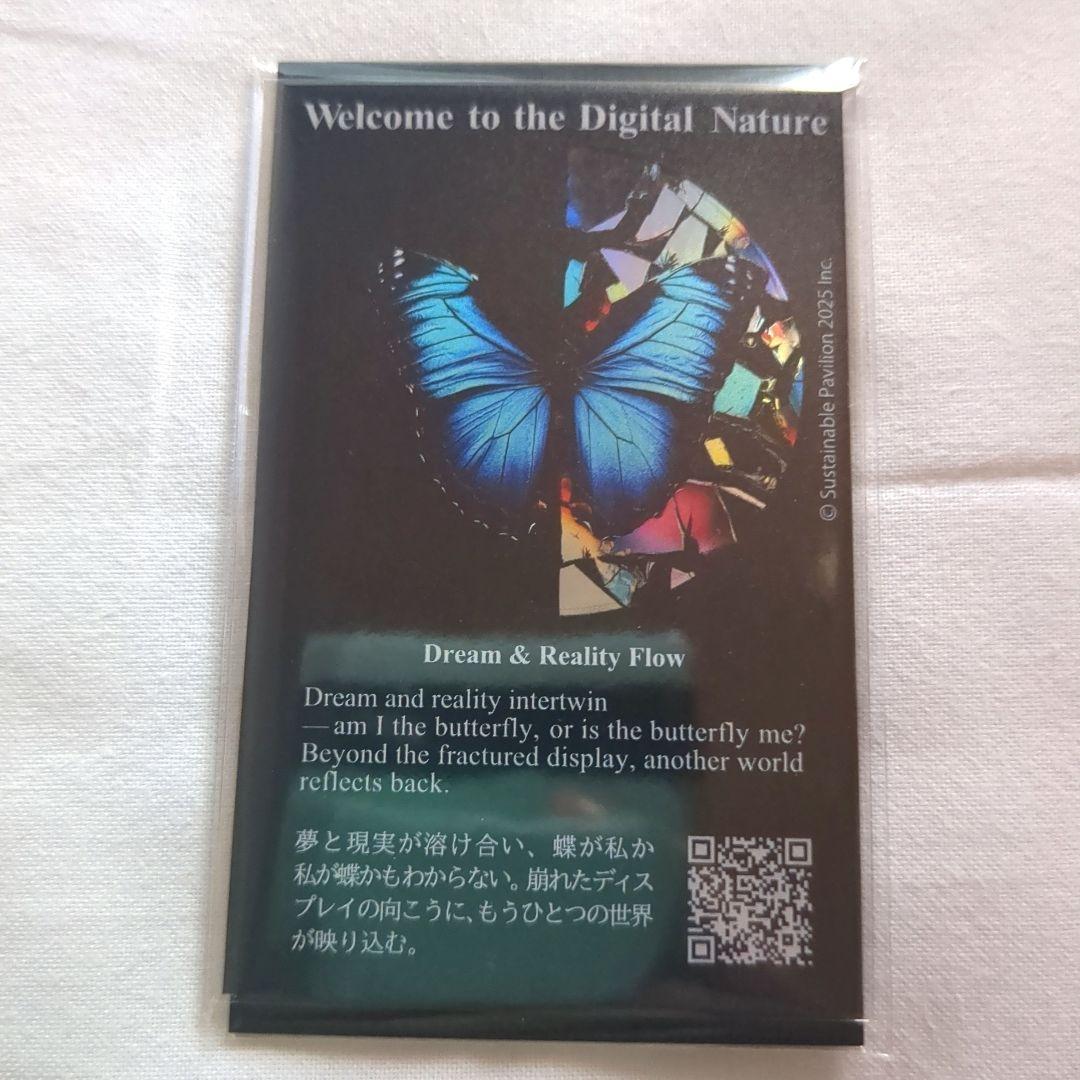 Welcome to the Digital Nature
© Sustainable Pavilion 2025 Inc.
Dream & Reality Flow
Dream and reality intertwin
—am I the butterfly, or is the butterfly me?
Beyond the fractured display, another world
reflects back.
夢と現実が溶け合い、蝶が私か
私が蝶かもわからない。崩れたディス
プレイの向こうに、もうひとつの世界
が映り込む。